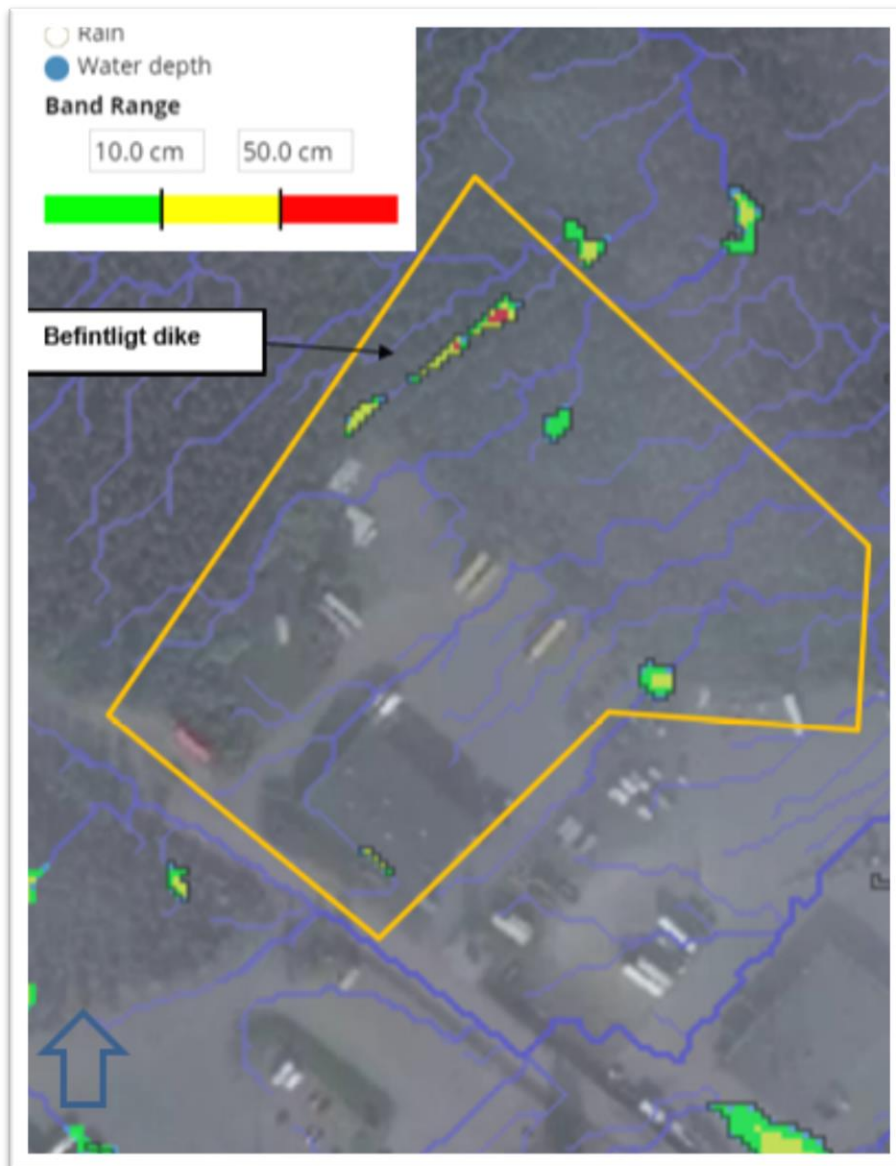 Rain
Water depth
Band Range
10.0 cm 50.0 cm
Befintligt dike